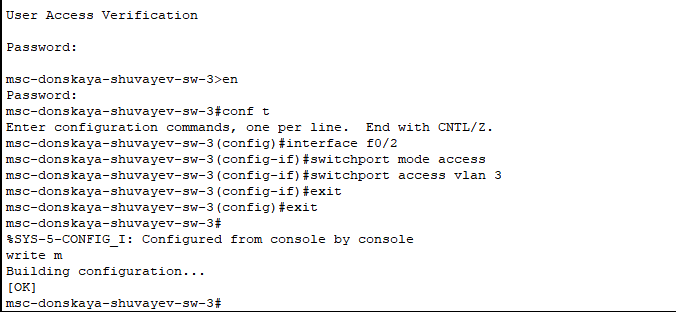 User Access Verification
Password:
msc-donskaya-shuvayev-sw-3>en
Password:
msc-donskaya-shuvayev-sw-3#conf t
Enter configuration commands, one per line.  End with CNTL/Z.
msc-donskaya-shuvayev-sw-3(config)#interface f0/2
msc-donskaya-shuvayev-sw-3(config-if)#switchport mode access
msc-donskaya-shuvayev-sw-3(config-if)#switchport access vlan 3
msc-donskaya-shuvayev-sw-3(config-if)#exit
msc-donskaya-shuvayev-sw-3(config)#exit
msc-donskaya-shuvayev-sw-3#
%SYS-5-CONFIG_I: Configured from console by console
write m
Building configuration...
[OK]
msc-donskaya-shuvayev-sw-3#